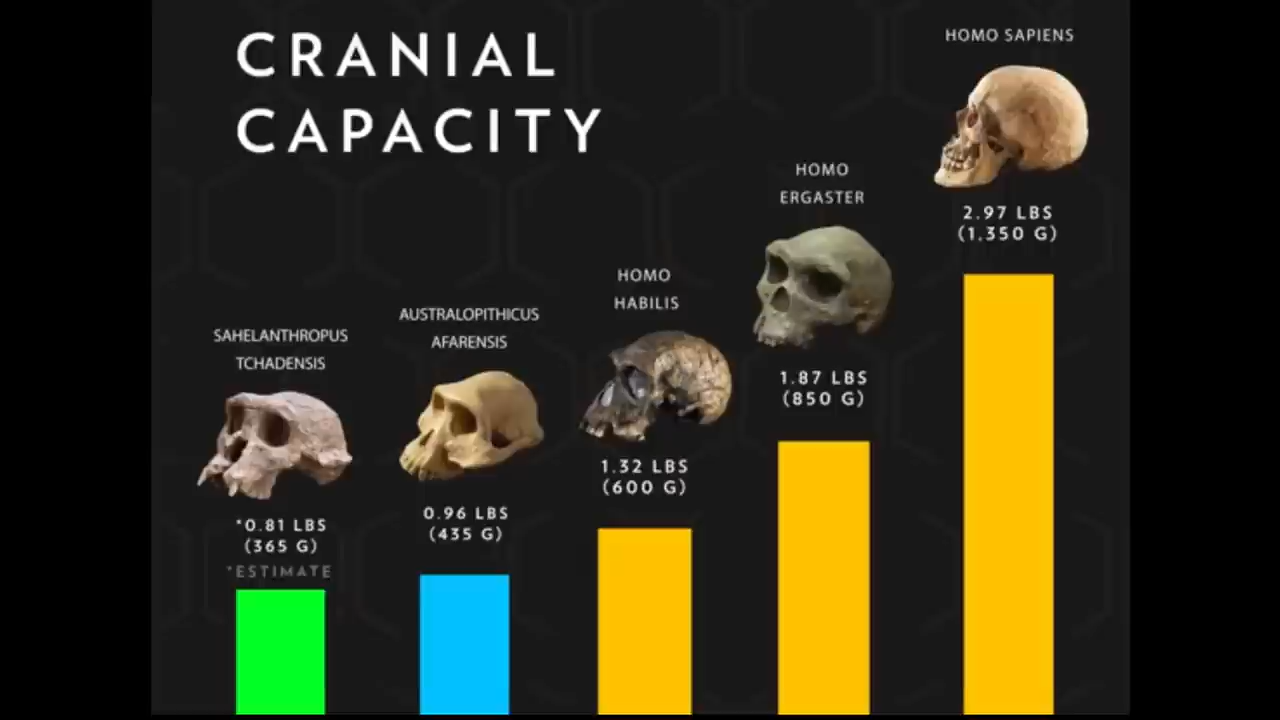 CRANIAL
CAPACITY
SAHELANTHROPUS
TCHADENSIS
*0.81 LBS
(365 G)
*ESTIMATE
AUSTRALOPITHICUS
AFARENSIS
0.96 LBS
(435 G)
HOMO
HABILIS
1.32 LBS
(600 G)
HOMO
ERGASTER
1.87 LBS
(850 G)
HOMO SAPIENS
2.97 LBS
(1,350 G)